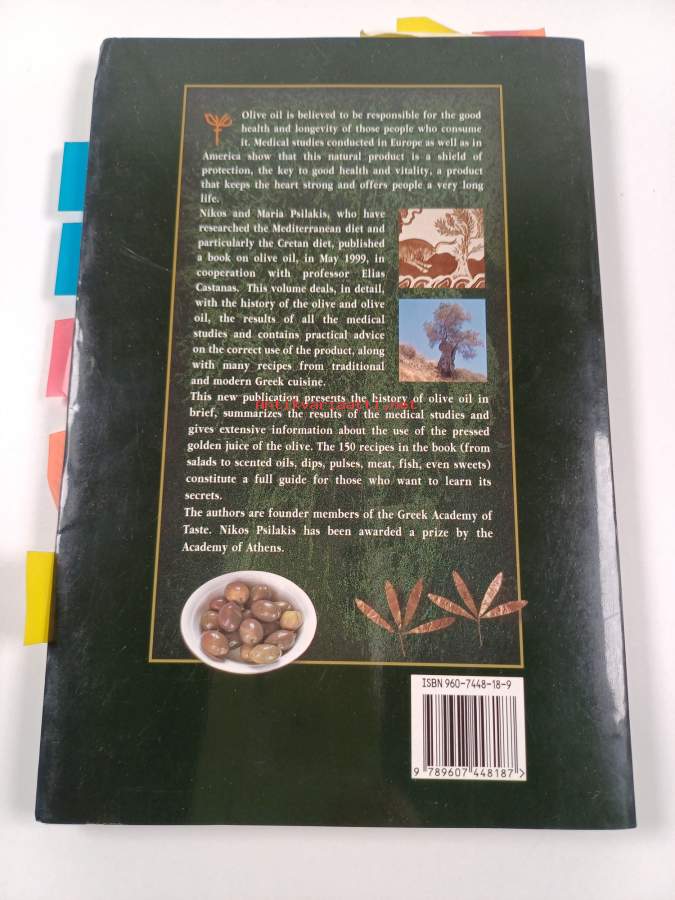 Olive oil is believed to be responsible for the good
health and longevity of those people who consume
it. Medical studies conducted in Europe as well as in
America show that this natural product is a shield of
protection, the key to good health and vitality, a product
that keeps the heart strong and offers people a very long
life.
Nikos and Maria Psilakis, who have
researched the Mediterranean diet and
particularly the Cretan diet, published
a book on olive oil, in May 1999, in
cooperation with professor Elias
Castanas. This volume deals, in detail,
with the history of the olive and olive
oil, the results of all the medical
studies and contains practical advice
on the correct use of the product, along
with many recipes from traditional
and modern Greek cuisine.
This new publication presents the history of olive oil in
Antikvariaatti.net
brief, summarizes the results of the medical studies and
gives extensive information about the use of the pressed
golden juice of the olive. The 150 recipes in the book (from
salads to scented oils, dips, pulses, meat, fish, even sweets)
constitute a full guide for those who want to learn its
secrets.
The authors are founder members of the Greek Academy of
Taste. Nikos Psilakis has been awarded a prize by the
Academy of Athens.
ISBN 960-7448-18-9
9 789607 448187 >